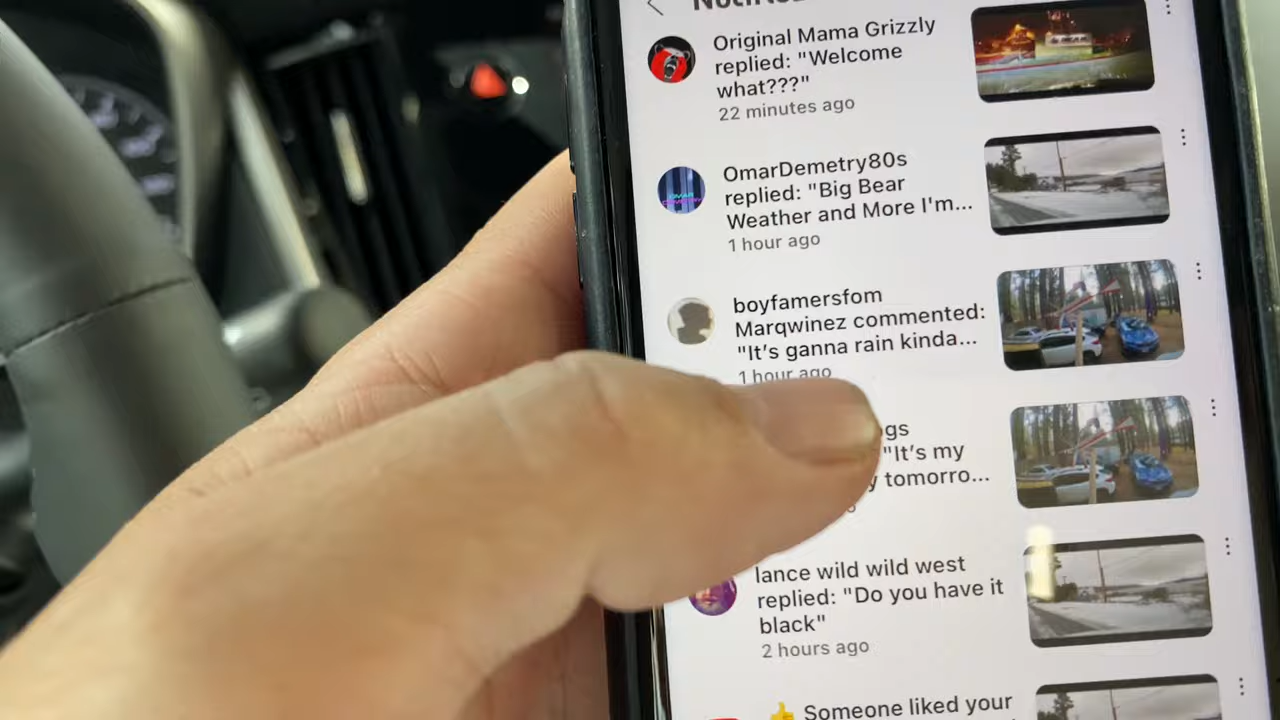 Original Mama Grizzly
replied: "Welcome
what???"
22 minutes ago
OmarDemetry80s
replied: "Big Bear
Weather and More I'm...
1 hour ago
boyfamersfom
Marqwinez commented:
"It's ganna rain kinda...
1 hour ago
gs
"It's my
y tomorro...
lance wild wild west
replied: "Do you have it
black"
2 hours ago
👍 Someone liked your